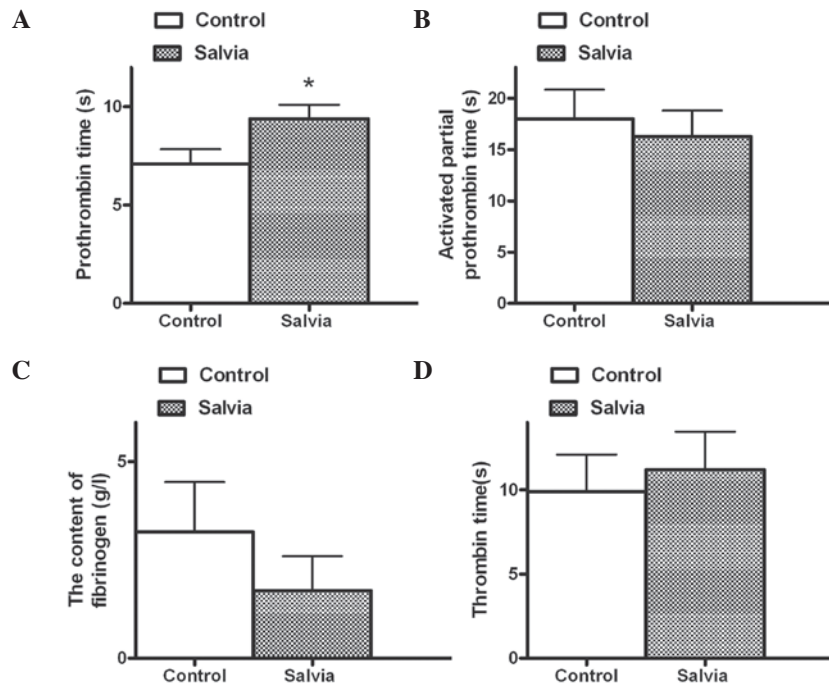 A
Control
Salvia
Prothrombin time (s)
10
5
0
*
Control
Salvia
B
Control
Salvia
Activated partial
prothrombin time (s)
20
15
10
5
0
Control
Salvia
C
Control
Salvia
The content of
fibrinogen (g/l)
5
0
Control
Salvia
D
Control
Salvia
Thrombin time(s)
10
5
0
Control
Salvia